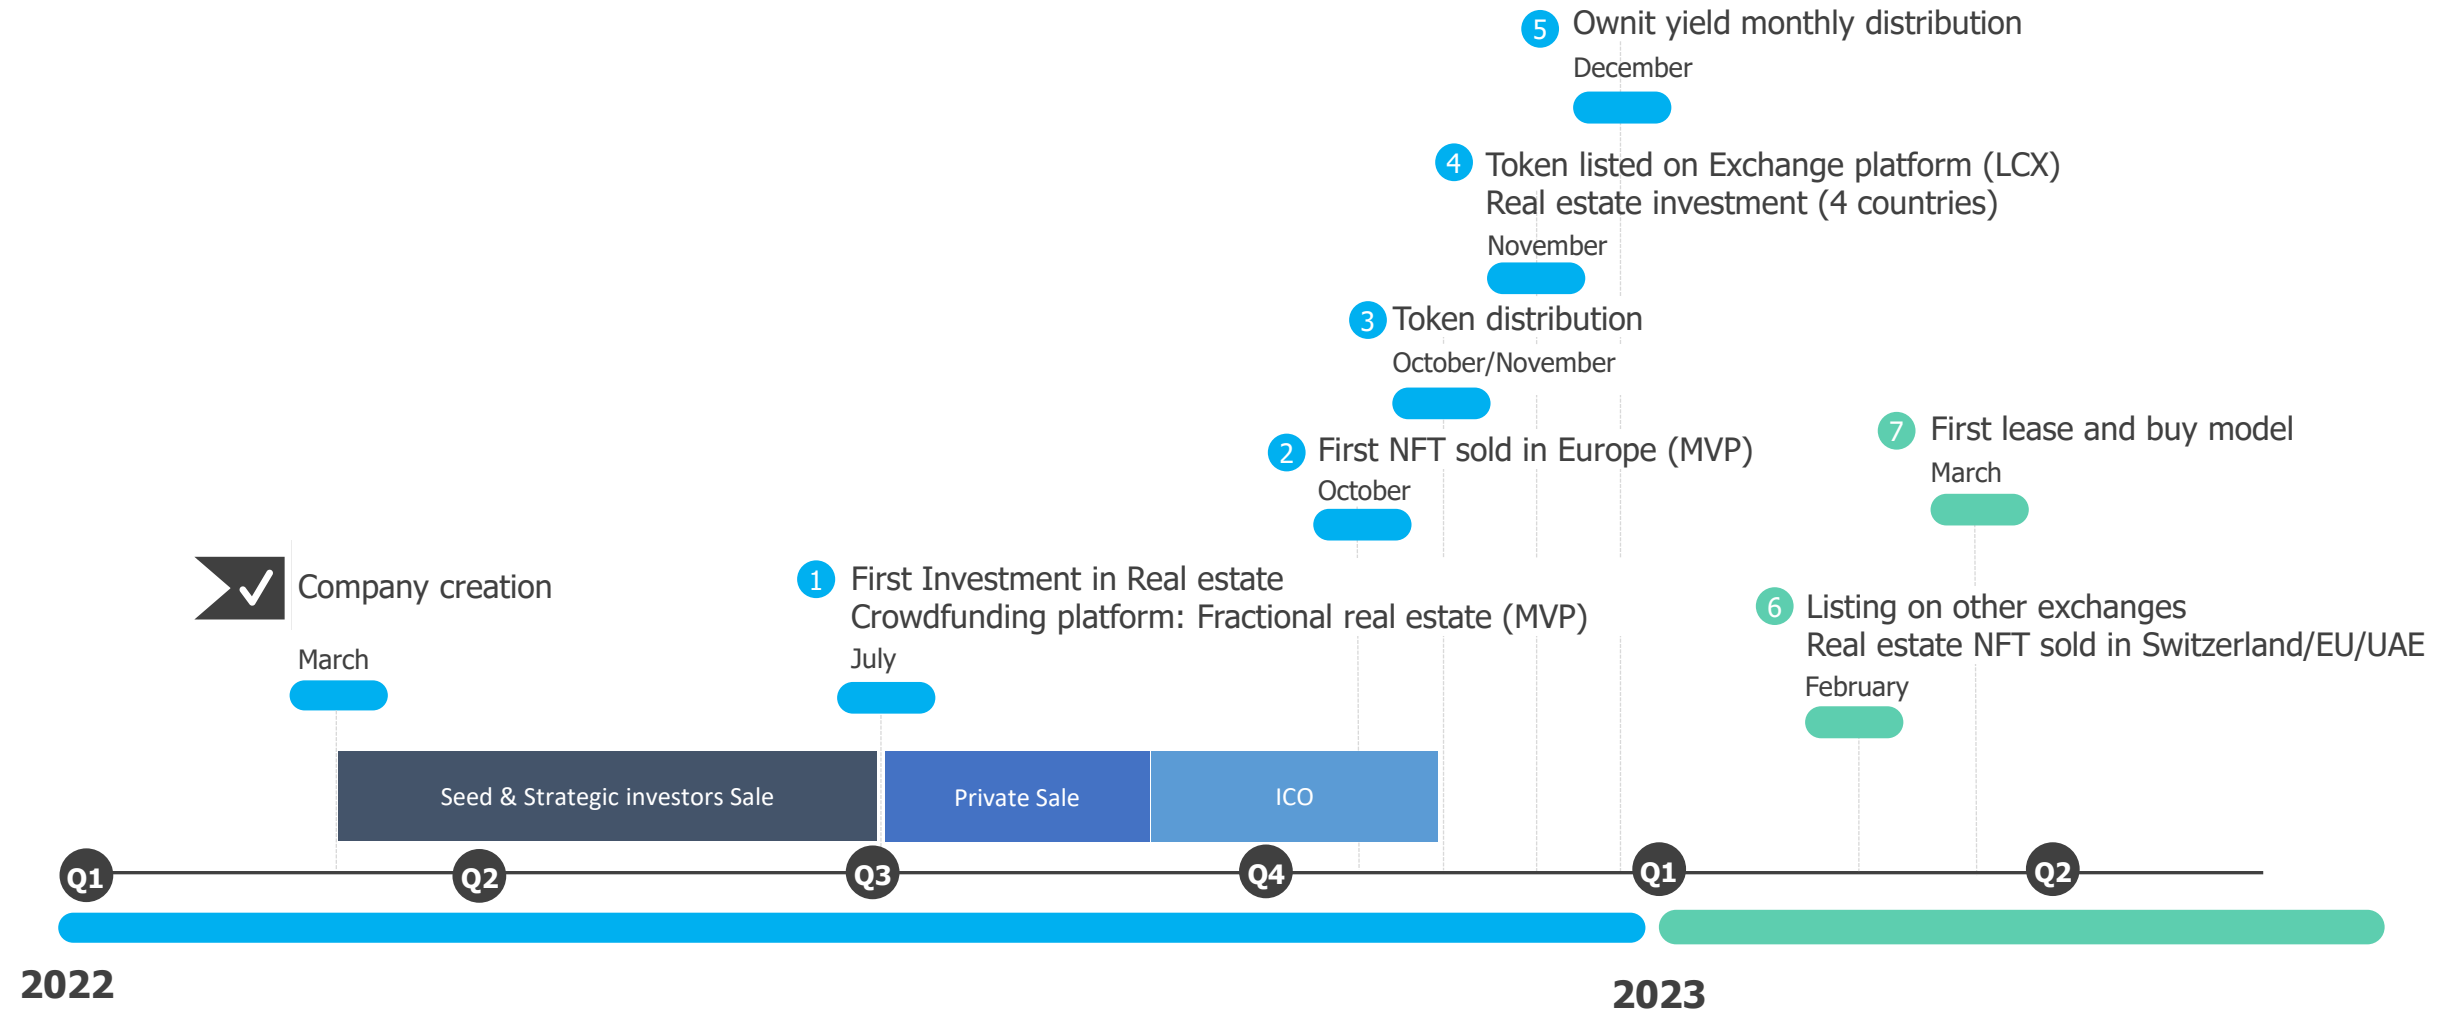 5 Ownit yield monthly distribution
December
4 Token listed on Exchange platform (LCX)
Real estate investment (4 countries)
November
3 Token distribution
October/November
2 First NFT sold in Europe (MVP)
October
7 First lease and buy model
March
Company creation
March
1 First Investment in Real estate
Crowdfunding platform: Fractional real estate (MVP)
July
6 Listing on other exchanges
Real estate NFT sold in Switzerland/EU/UAE
February
Seed & Strategic investors Sale
Private Sale
ICO
Q1
Q2
Q3
Q4
Q1
Q2
2022
2023